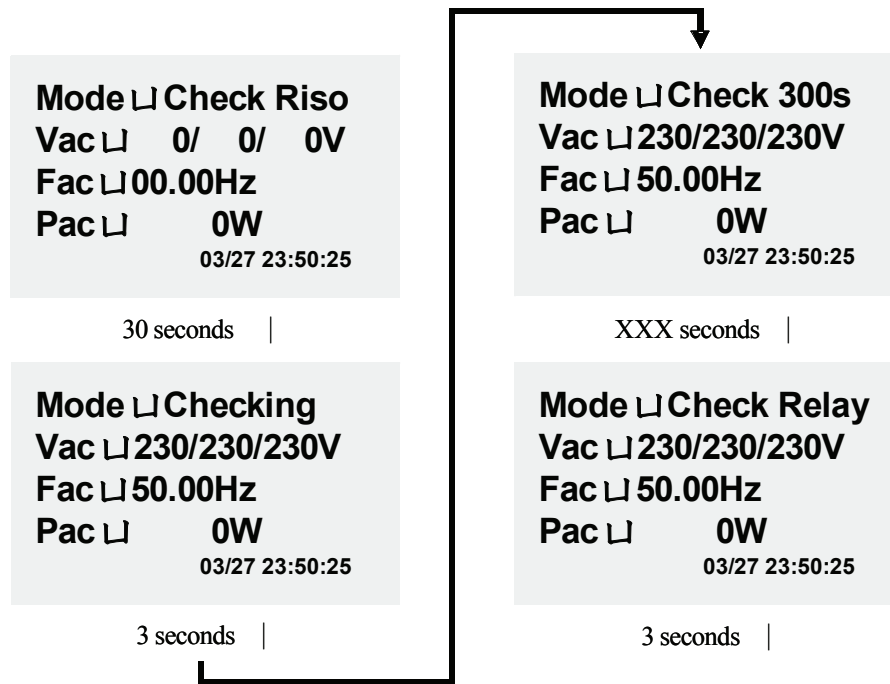 Mode ⊔ Check Riso
Vac ⊔ 0/ 0/ 0V
Fac ⊔ 00.00Hz
Pac ⊔ 0W
03/27 23:50:25
30 seconds |
Mode ⊔ Checking
Vac ⊔ 230/230/230V
Fac ⊔ 50.00Hz
Pac ⊔ 0W
03/27 23:50:25
3 seconds |
Mode ⊔ Check 300s
Vac ⊔ 230/230/230V
Fac ⊔ 50.00Hz
Pac ⊔ 0W
03/27 23:50:25
XXX seconds |
Mode ⊔ Check Relay
Vac ⊔ 230/230/230V
Fac ⊔ 50.00Hz
Pac ⊔ 0W
03/27 23:50:25
3 seconds |